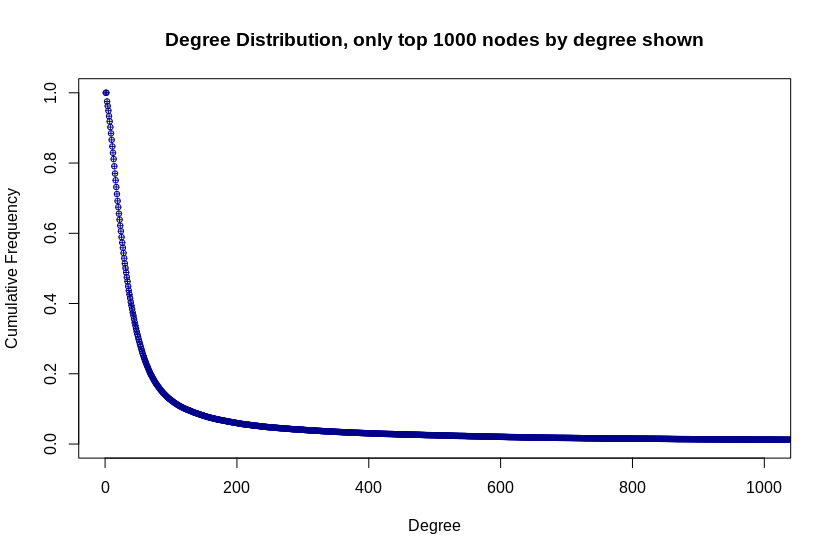 Degree Distribution, only top 1000 nodes by degree shown
Cumulative Frequency
1.0
0.8
0.6
0.4
0.2
0.0
0 200 400 600 800 1000
Degree